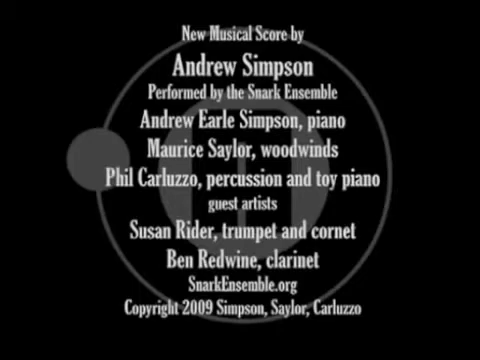 New Musical Score by
Andrew Simpson
Performed by the Snark Ensemble
Andrew Earle Simpson, piano
Maurice Saylor, woodwinds
Phil Carluzzo, percussion and toy piano
guest artists
Susan Rider, trumpet and cornet
Ben Redwine, clarinet
SnarkEnsemble.org
Copyright 2009 Simpson, Saylor, Carluzzo